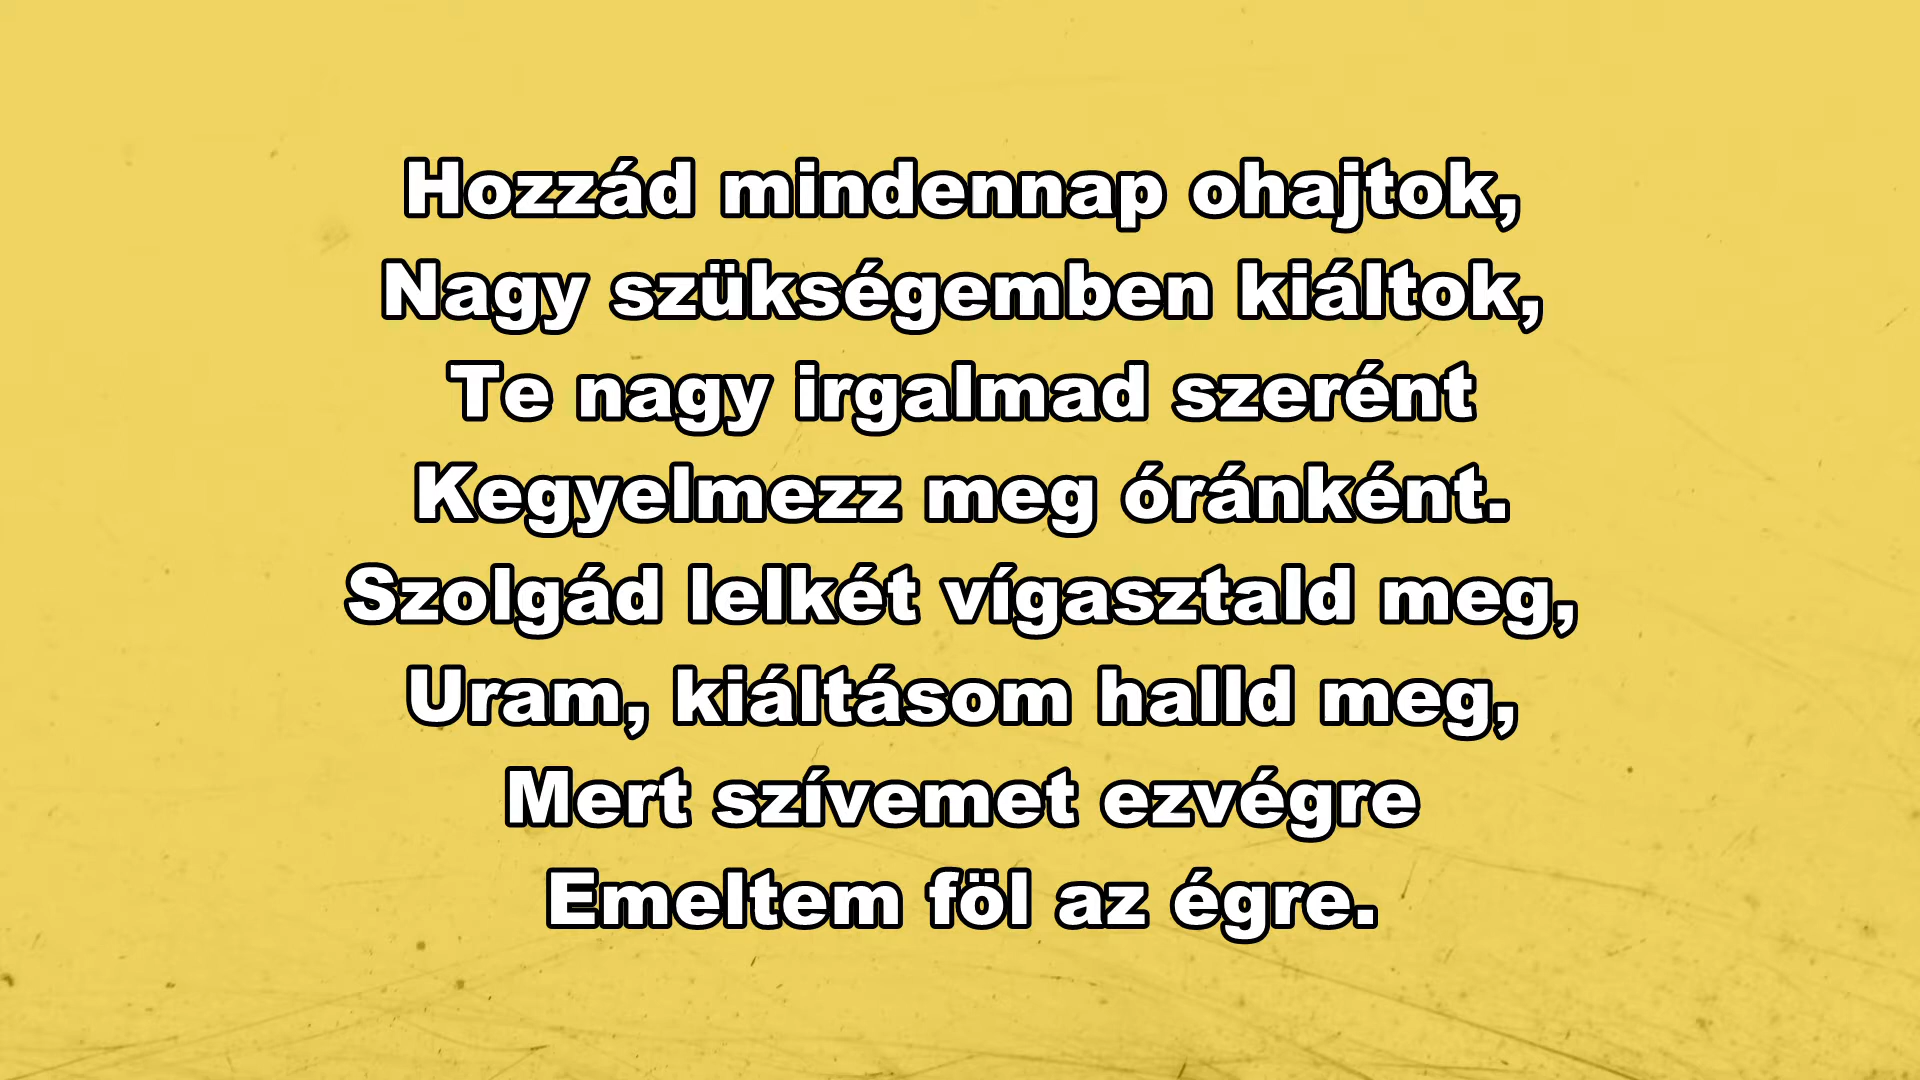 Hozzád mindennap ohajtok,
Nagy szükségemben kiáltok,
Te nagy irgalmad szerént
Kegyelmezz meg óránként.
Szolgád lelkét vígasztald meg,
Uram, kiáltásom halld meg,
Mert szívemet ezvégre
Emeltem föl az égre.